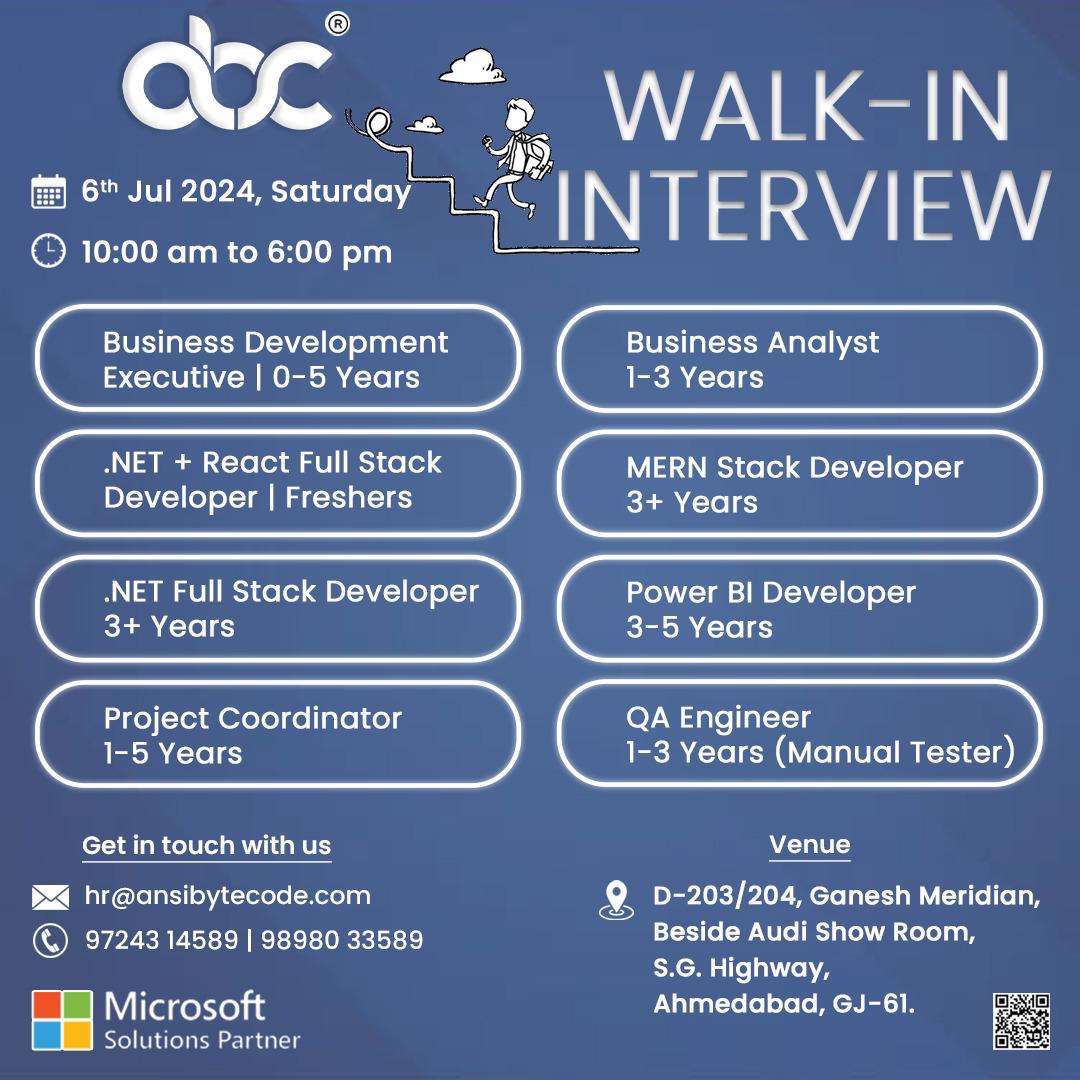 abc ®
WALK-IN
INTERVIEW
6th Jul 2024, Saturday
10:00 am to 6:00 pm
Business Development
Executive | 0-5 Years
Business Analyst
1-3 Years
.NET + React Full Stack
Developer | Freshers
MERN Stack Developer
3+ Years
.NET Full Stack Developer
3+ Years
Power BI Developer
3-5 Years
Project Coordinator
1-5 Years
QA Engineer
1-3 Years (Manual Tester)
Get in touch with us
hr@ansibytecode.com
97243 14589 | 98980 33589
Microsoft
Solutions Partner
Venue
D-203/204, Ganesh Meridian,
Beside Audi Show Room,
S.G. Highway,
Ahmedabad, GJ-61.